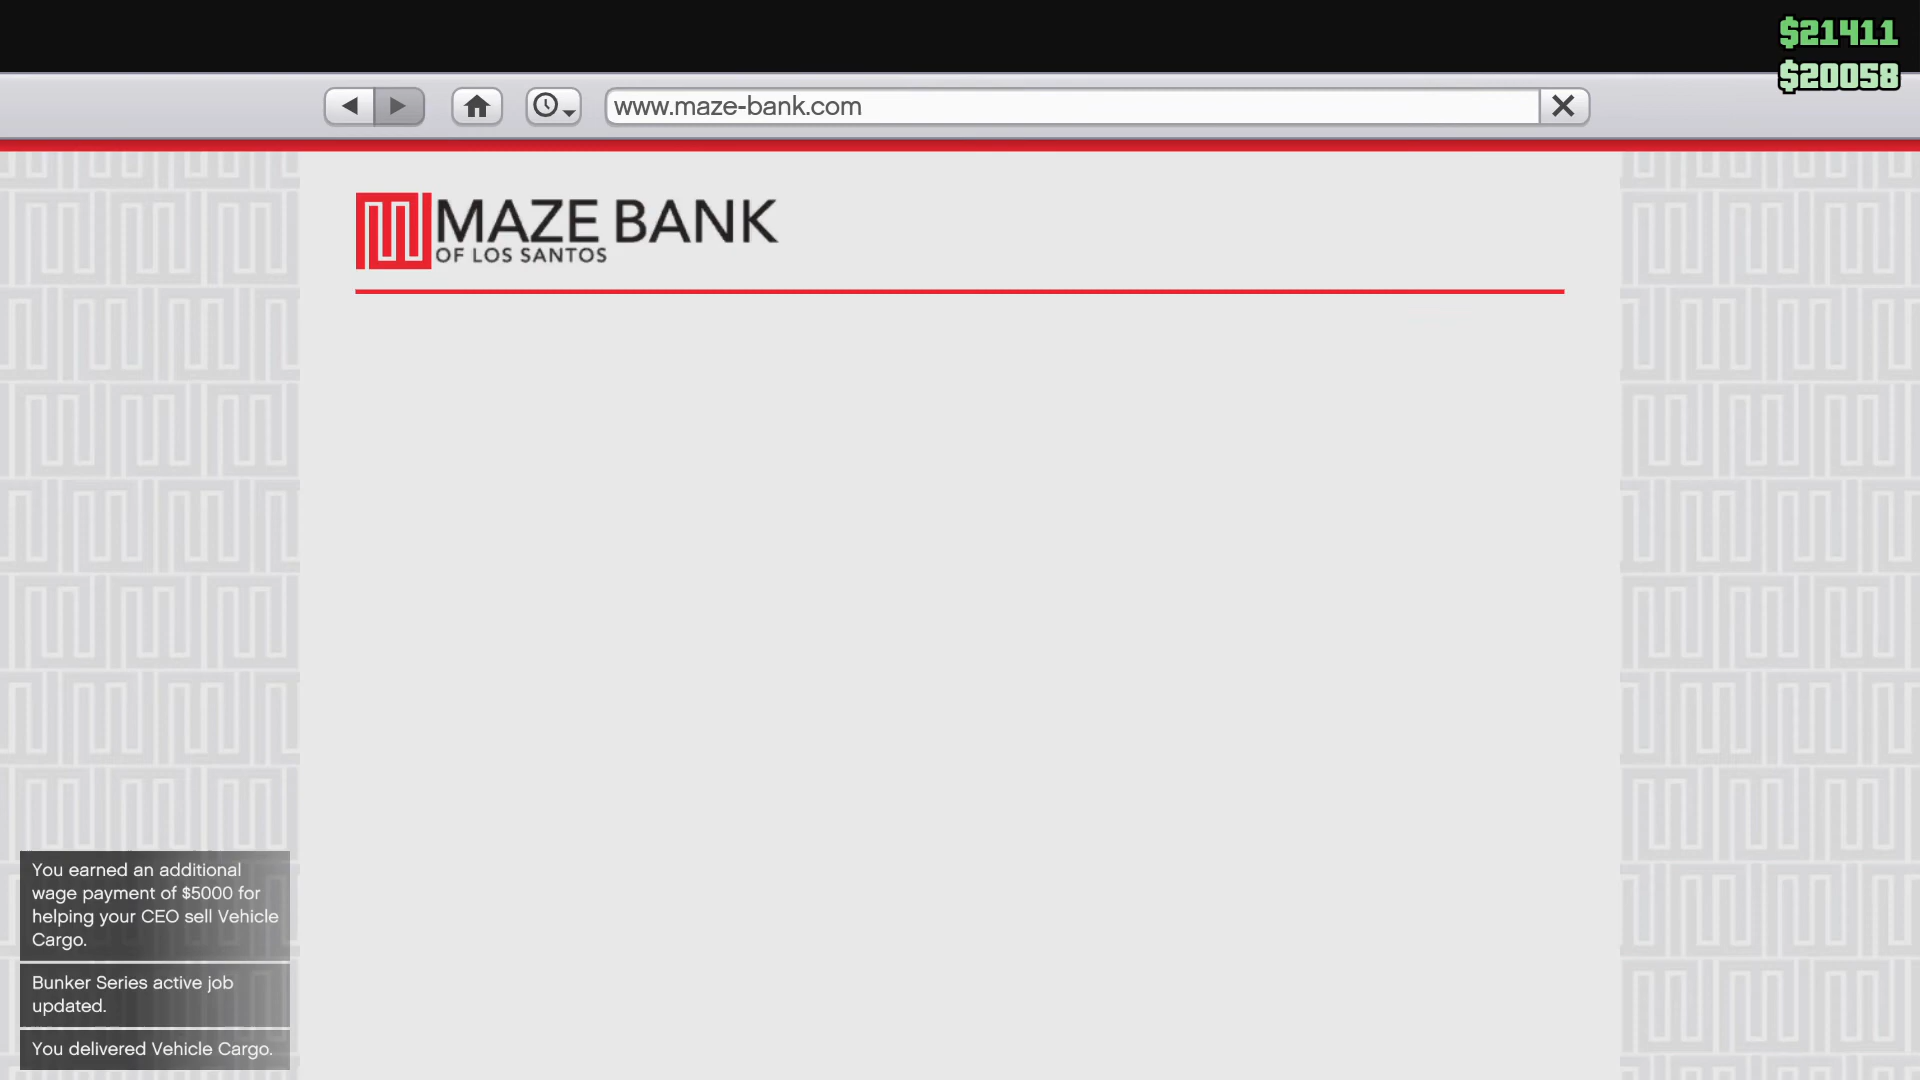 $21411
$20058
www.maze-bank.com
MAZE BANK
OF LOS SANTOS
You earned an additional
wage payment of $5000 for
helping your CEO sell Vehicle
Cargo.
Bunker Series active job
updated.
You delivered Vehicle Cargo.